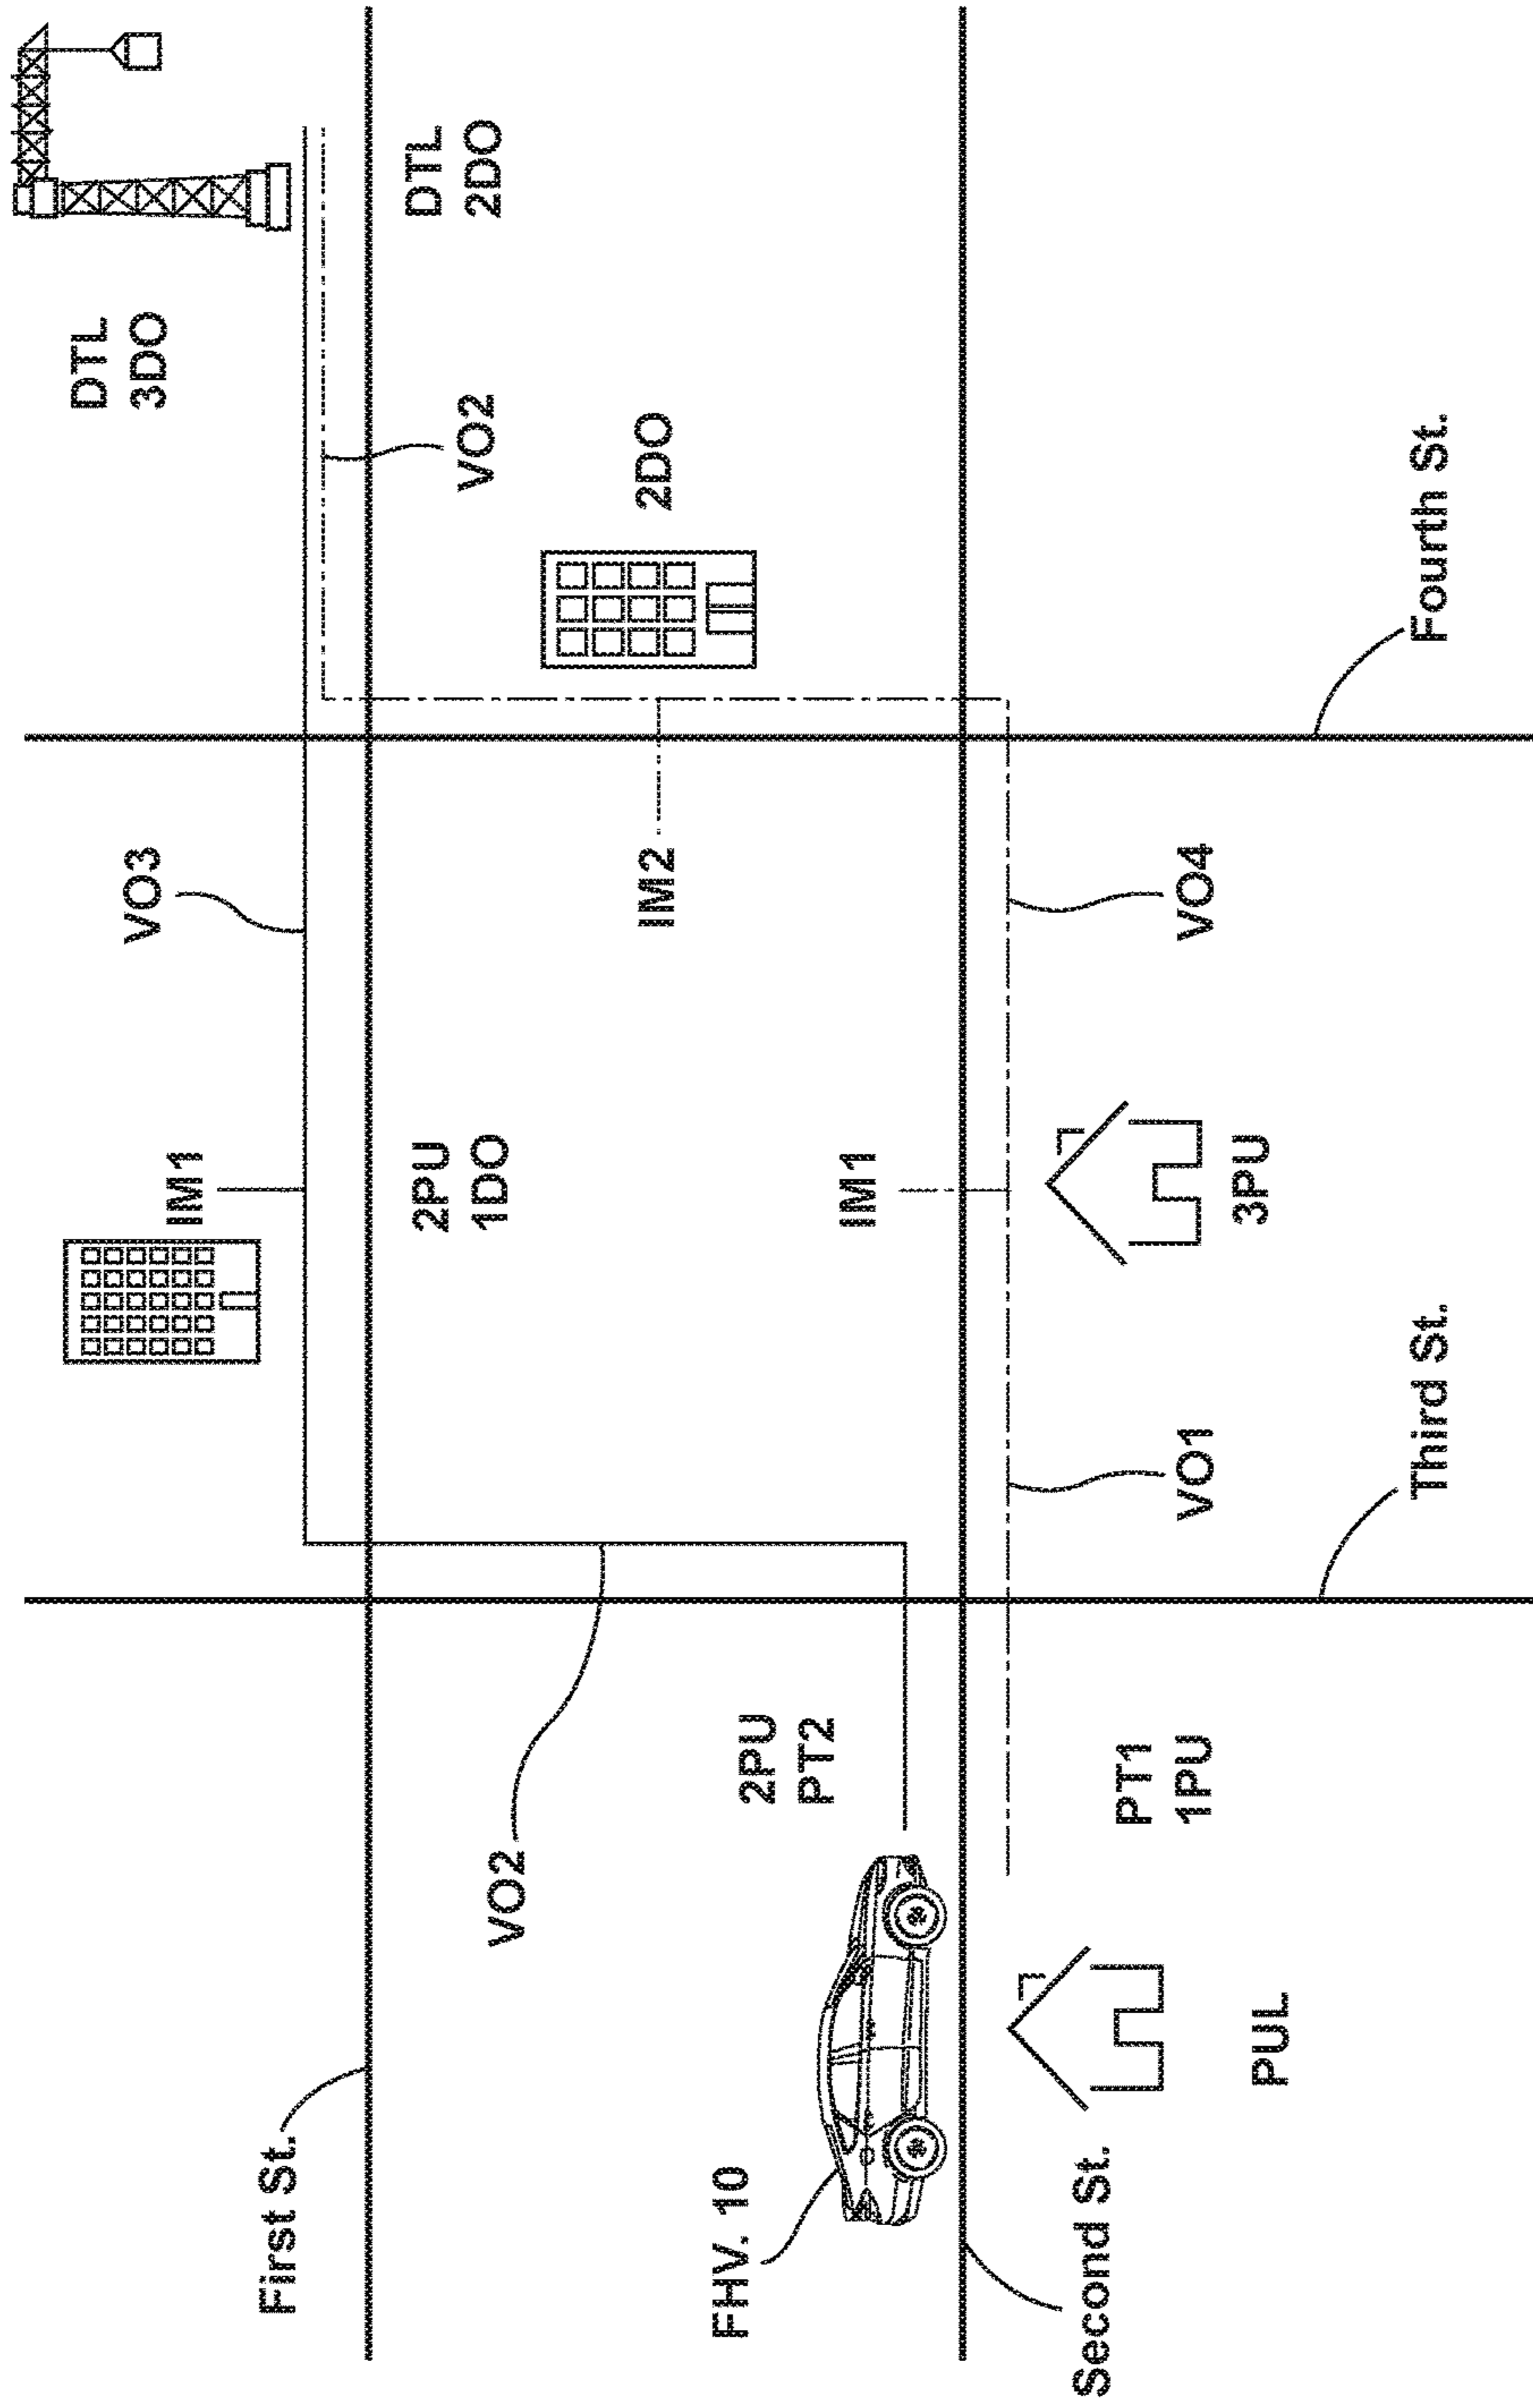 DTL
3DO
DTL
2DO
VO2
2DO
Fourth St.
VO3
IM2
VO4
IM1
2PU
1DO
IM1
3PU
VO1
Third St.
VO2
2PU
PT2
PT1
1PU
First St.
FHV. 10
PUL
Second St.